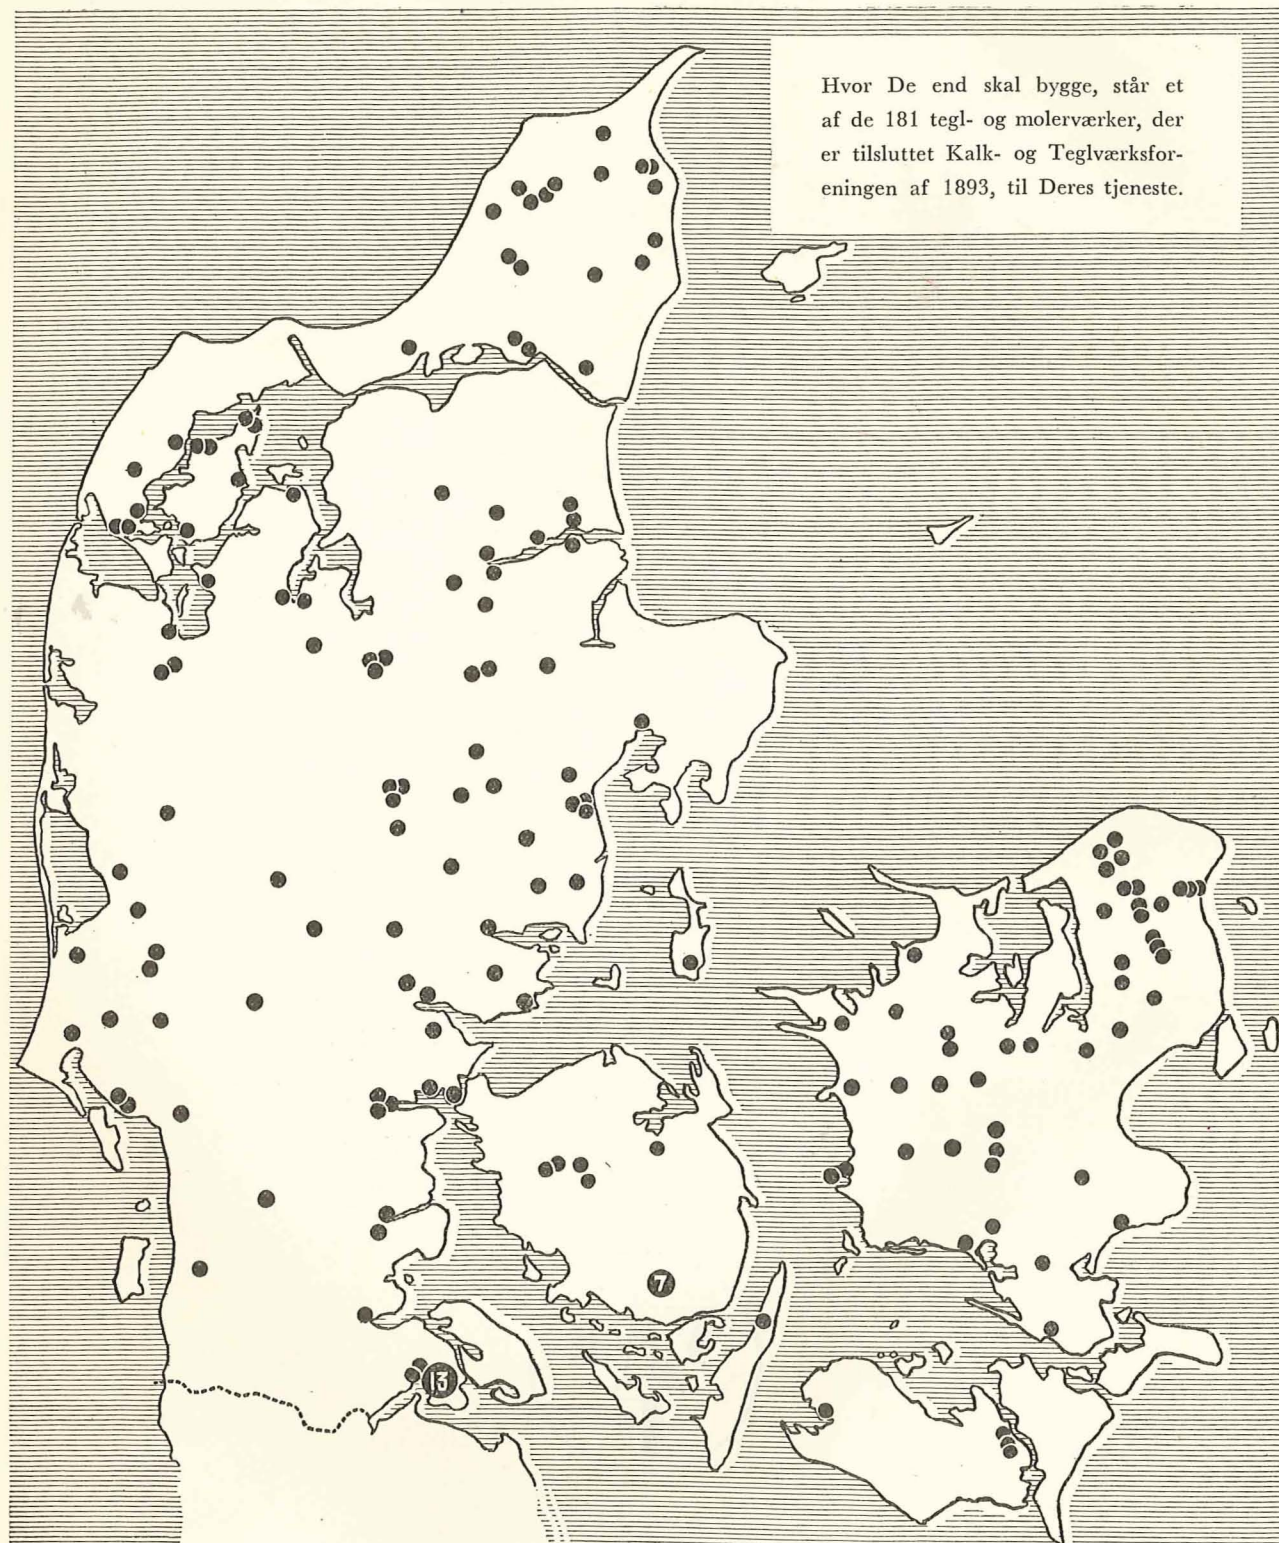 Hvor De end skal bygge, står et
af de 181 tegl- og molerværker, der
er tilsluttet Kalk- og Teglværksfor-
eningen af 1893, til Deres tjeneste.
7
13